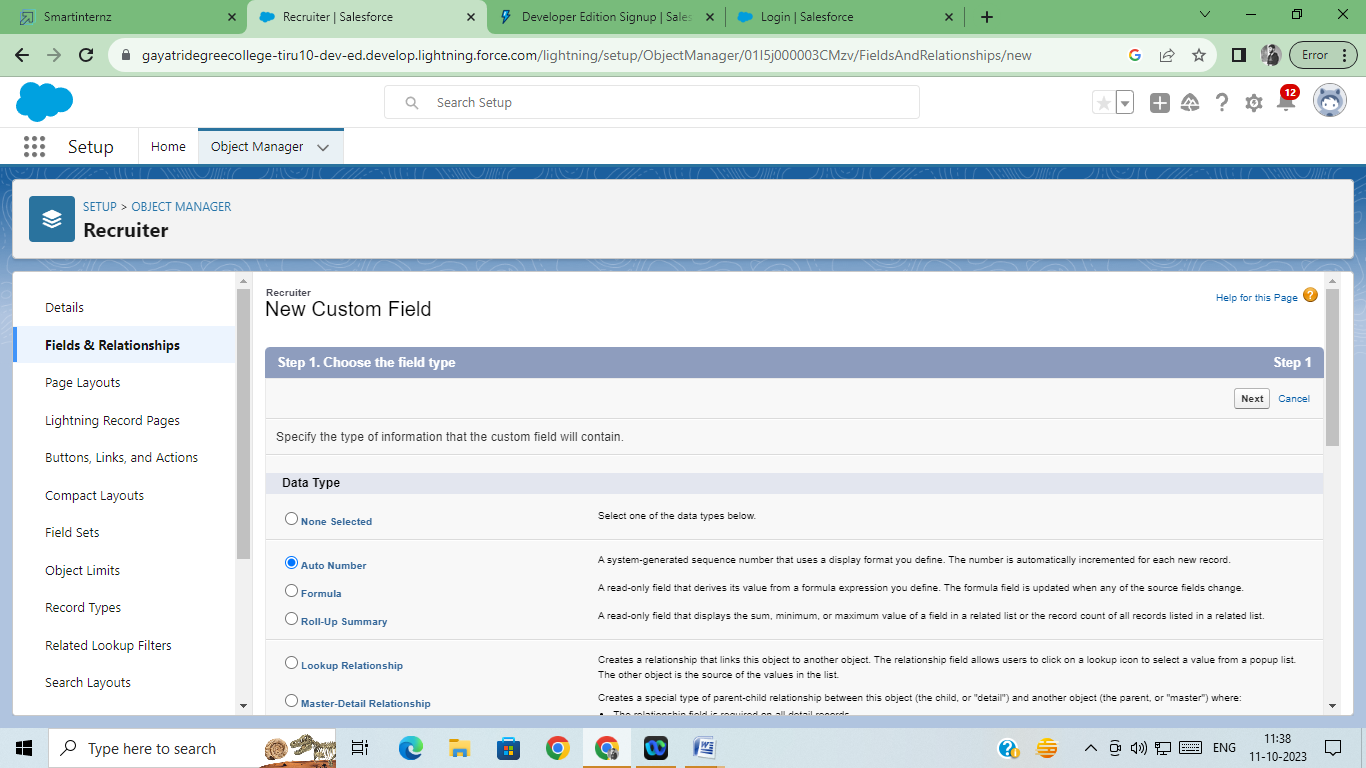 Smartinternz
Recruiter | Salesforce
Developer Edition Signup | Sales
Login | Salesforce
gayatridegreecollege-tiru10-dev-ed.develop.lightning.force.com/lightning/setup/ObjectManager/01I5j000003CMzv/FieldsAndRelationships/new
Error
Search Setup
12
Setup
Home
Object Manager
SETUP > OBJECT MANAGER
Recruiter
Details
Fields & Relationships
Page Layouts
Lightning Record Pages
Buttons, Links, and Actions
Compact Layouts
Field Sets
Object Limits
Record Types
Related Lookup Filters
Search Layouts
Recruiter
New Custom Field
Help for this Page
Step 1. Choose the field type
Step 1
Next
Cancel
Specify the type of information that the custom field will contain.
Data Type
None Selected
Select one of the data types below.
Auto Number
A system-generated sequence number that uses a display format you define. The number is automatically incremented for each new record.
Formula
A read-only field that derives its value from a formula expression you define. The formula field is updated when any of the source fields change.
Roll-Up Summary
A read-only field that displays the sum, minimum, or maximum value of a field in a related list or the record count of all records listed in a related list.
Lookup Relationship
Creates a relationship that links this object to another object. The relationship field allows users to click on a lookup icon to select a value from a popup list.
The other object is the source of the values in the list.
Master-Detail Relationship
Creates a special type of parent-child relationship between this object (the child, or "detail") and another object (the parent, or "master") where:
The relationship field is required on all detail records
Type here to search
ENG
11:38
11-10-2023